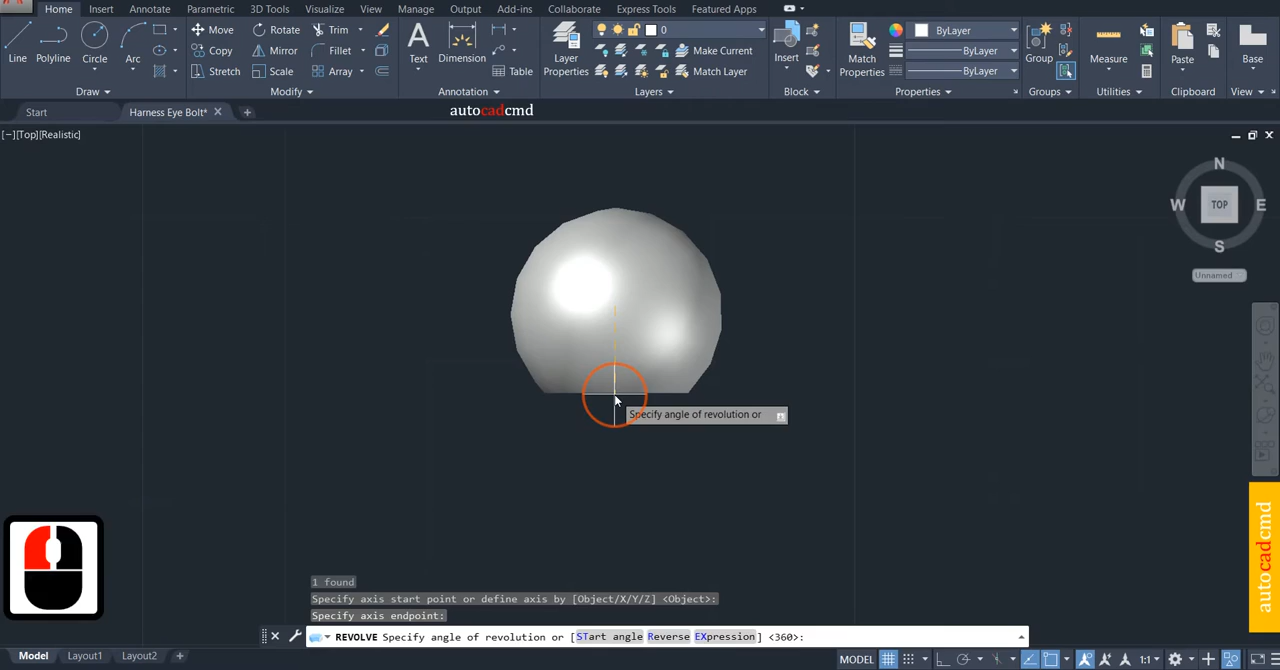 Home Insert Annotate Parametric 3D Tools Visualize View Manage Output Add-ins Collaborate Express Tools Featured Apps
Line Polyline Circle Arc
Move Rotate Trim
Copy Mirror Fillet
Stretch Scale Array
Text Dimension Table
Layer Properties
0
Make Current
Match Layer
Insert
Match Properties
ByLayer
ByLayer
ByLayer
Group
Measure
Paste
Base
Draw Modify Annotation Layers Block Properties Groups Utilities Clipboard View
Start Harness Eye Bolt*
autocadcmd
[−][Top][Realistic]
N
W TOP E
S
Unnamed
Specify angle of revolution or
autocadcmd
1 found
Specify axis start point or define axis by [Object/X/Y/Z] <Object>:
Specify axis endpoint:
REVOLVE Specify angle of revolution or [STart angle Reverse EXpression] <360>:
Model Layout1 Layout2
MODEL 1:1